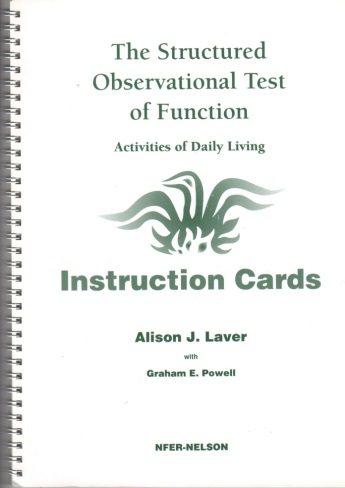 The Structured
Observational Test
of Function
Activities of Daily Living
Instruction Cards
Alison J. Laver
with
Graham E. Powell
NFER-NELSON